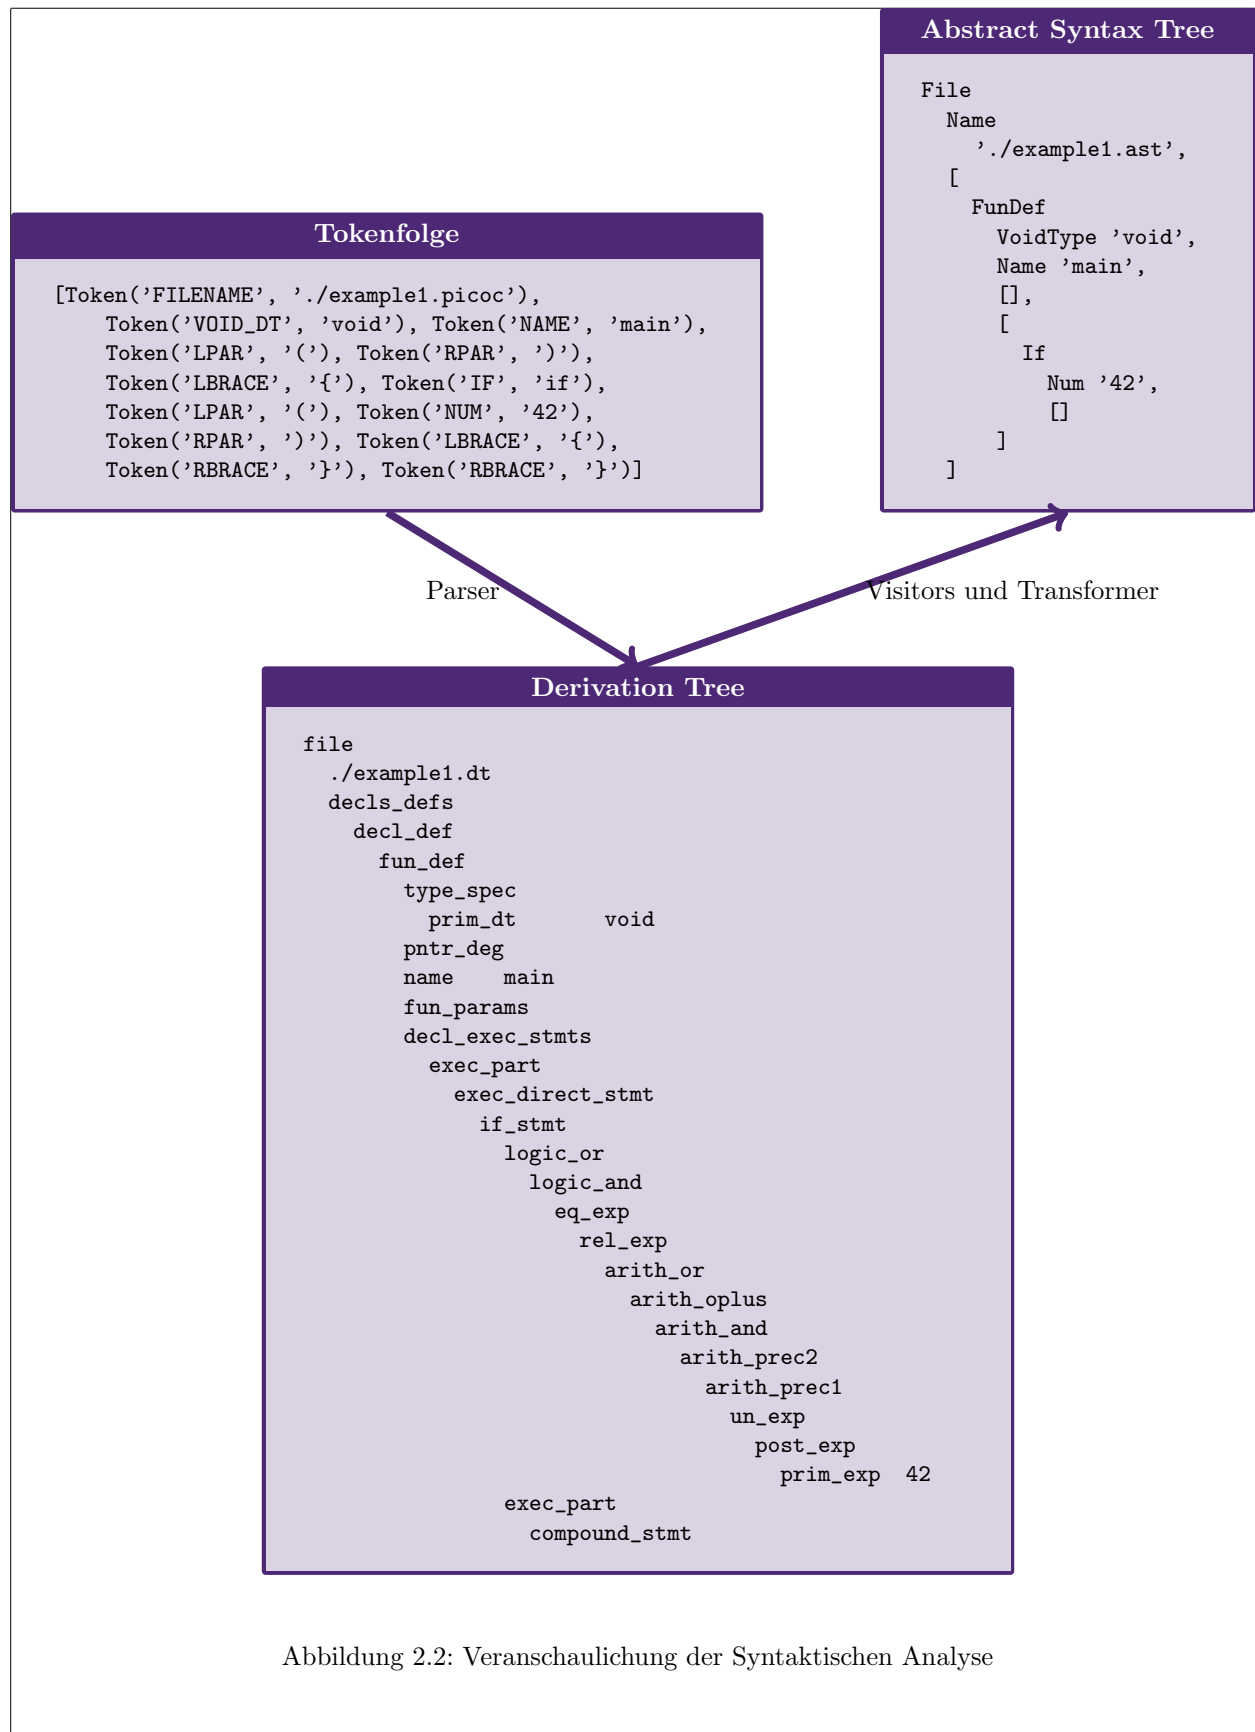 Tokenfolge
[Token('FILENAME', './example1.picoc'),
    Token('VOID_DT', 'void'), Token('NAME', 'main'),
    Token('LPAR', '('), Token('RPAR', ')'),
    Token('LBRACE', '{'), Token('IF', 'if'),
    Token('LPAR', '('), Token('NUM', '42'),
    Token('RPAR', ')'), Token('LBRACE', '{'),
    Token('RBRACE', '}'), Token('RBRACE', '}')]
Abstract Syntax Tree
File
  Name
    './example1.ast',
  [
    FunDef
      VoidType 'void',
      Name 'main',
      [],
      [
        If
          Num '42',
          []
      ]
  ]
Parser
Visitors und Transformer
Derivation Tree
file
  ./example1.dt
  decls_defs
    decl_def
      fun_def
        type_spec
          prim_dt       void
        pntr_deg
        name    main
        fun_params
        decl_exec_stmts
          exec_part
            exec_direct_stmt
              if_stmt
                logic_or
                  logic_and
                    eq_exp
                      rel_exp
                        arith_or
                          arith_oplus
                            arith_and
                              arith_prec2
                                arith_prec1
                                  un_exp
                                    post_exp
                                      prim_exp  42
                exec_part
                  compound_stmt
Abbildung 2.2: Veranschaulichung der Syntaktischen Analyse